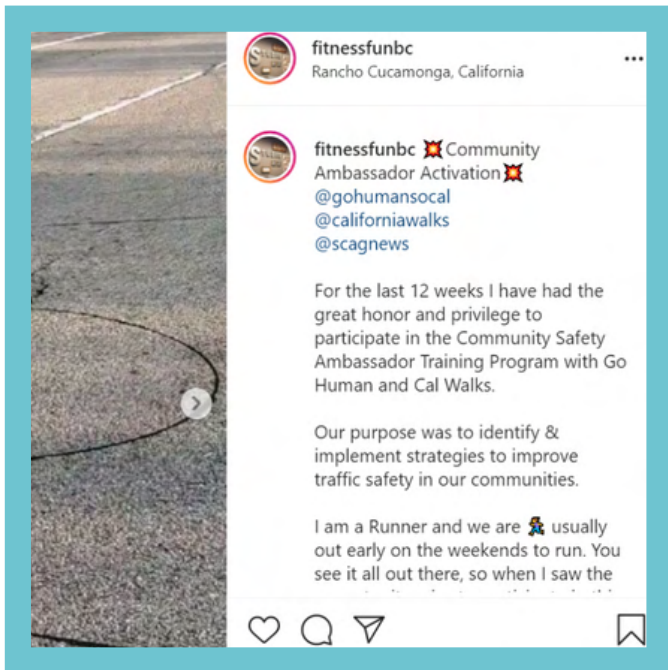 fitnessfunbc
Rancho Cucamonga, California
fitnessfunbc 💥Community
Ambassador Activation💥
@gohumansocal
@californiawalks
@scagnews
For the last 12 weeks I have had the
great honor and privilege to
participate in the Community Safety
Ambassador Training Program with Go
Human and Cal Walks.
Our purpose was to identify &
implement strategies to improve
traffic safety in our communities.
I am a Runner and we are 🏃 usually
out early on the weekends to run. You
see it all out there, so when I saw the